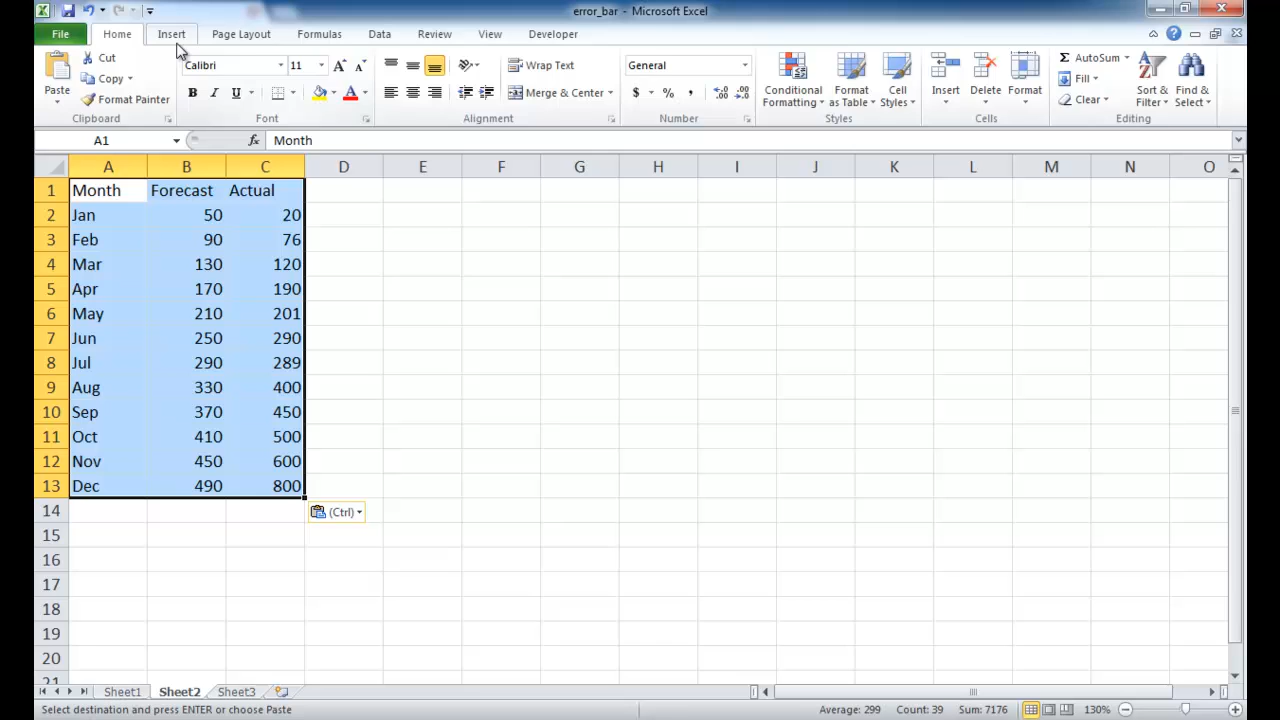 error_bar - Microsoft Excel
File Home Insert Page Layout Formulas Data Review View Developer
Paste Cut Copy Format Painter
Clipboard
Calibri 11
B I U A
Font
Wrap Text
Merge & Center
Alignment
General
$ % ,
Number
Conditional Formatting Format as Table Cell Styles
Styles
Insert Delete Format
Cells
Σ AutoSum
Fill
Clear
Sort & Filter Find & Select
Editing
A1 fx Month
A B C D E F G H I J K L M N O
1 Month Forecast Actual
2 Jan 50 20
3 Feb 90 76
4 Mar 130 120
5 Apr 170 190
6 May 210 201
7 Jun 250 290
8 Jul 290 289
9 Aug 330 400
10 Sep 370 450
11 Oct 410 500
12 Nov 450 600
13 Dec 490 800
14 (Ctrl)
15
16
17
18
19
20
21
Sheet1 Sheet2 Sheet3
Select destination and press ENTER or choose Paste Average: 299 Count: 39 Sum: 7176 130%